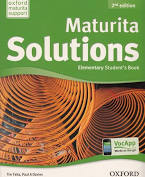 oxford
maturita
support
2nd edition
Maturita
Solutions
Elementary Student's Book
VocApp
Tim Falla, Paul A Davies
OXFORD